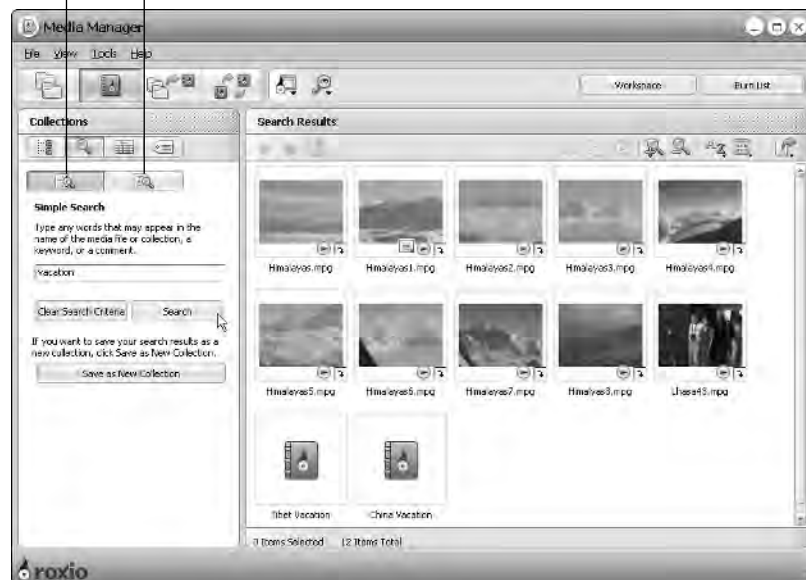 Media Manager
File View Tools Help
Workspace Burn List
Collections
Search Results
Simple Search
Type any words that may appear in the
name of the media file or collection, a
keyword, or a comment.
vacation
Clear Search Criteria Search
If you want to save your search results as a
new collection, click Save as New Collection.
Save as New Collection
Himalayas.mpg Himalayas1.mpg Himalayas2.mpg Himalayas3.mpg Himalayas4.mpg
Himalayas5.mpg Himalayas6.mpg Himalayas7.mpg Himalayas8.mpg Lhasa43.mpg
Tibet Vacation China Vacation
0 Items Selected 12 Items Total
roxio